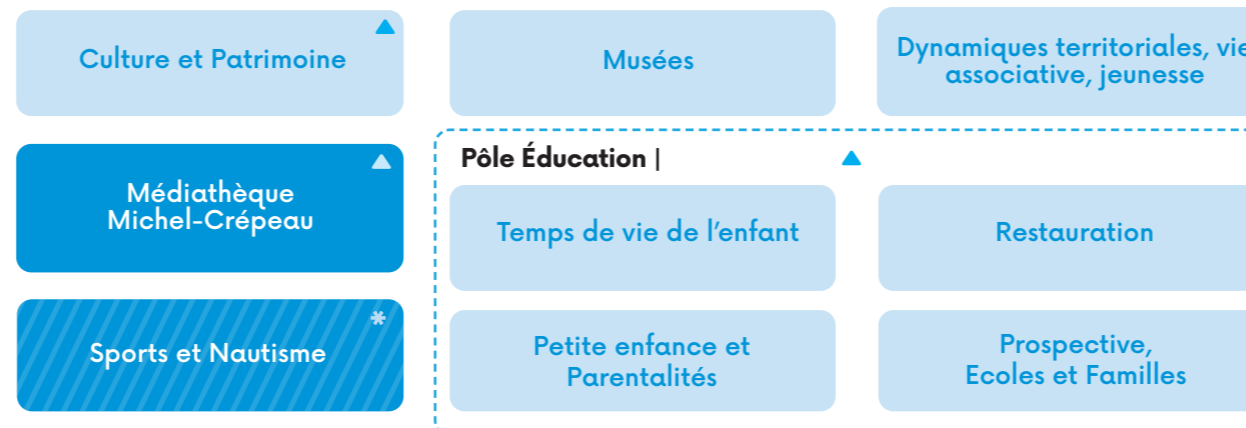 Culture et Patrimoine
Musées
Dynamiques territoriales, vie
associative, jeunesse
Médiathèque
Michel-Crépeau
Pôle Éducation |
Temps de vie de l'enfant
Restauration
Sports et Nautisme
*
Petite enfance et
Parentalités
Prospective,
Ecoles et Familles